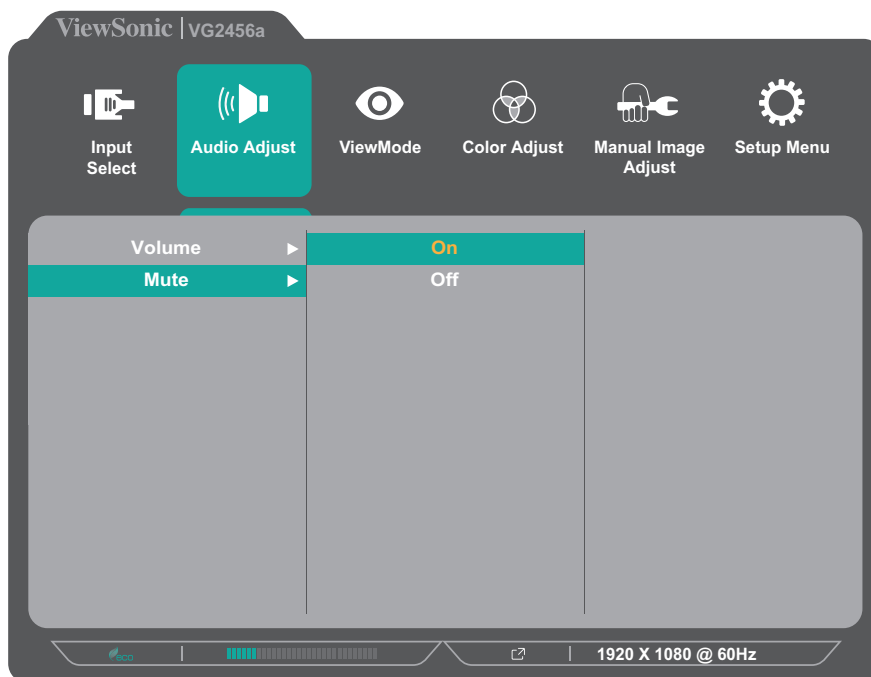 ViewSonic | VG2456a
Input
Select
Audio Adjust
ViewMode
Color Adjust
Manual Image
Adjust
Setup Menu
Volume
On
Mute
Off
eco
1920 X 1080 @ 60Hz